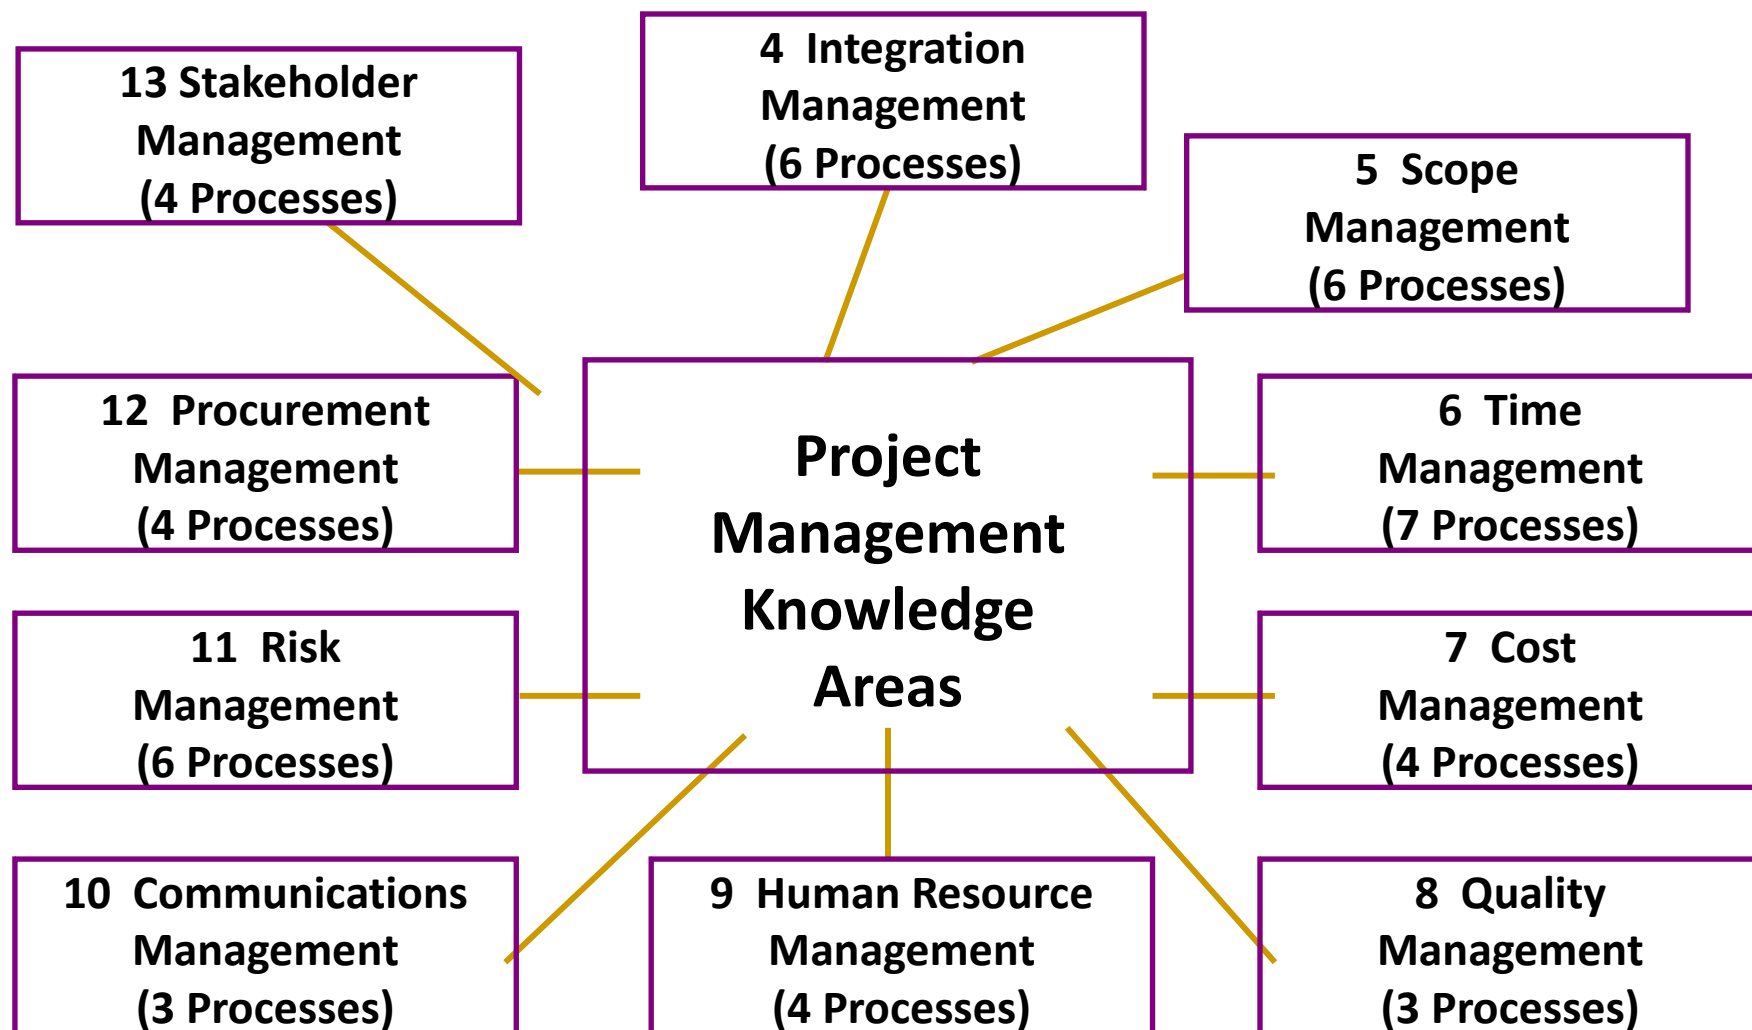 13 Stakeholder
Management
(4 Processes)
4  Integration
Management
(6 Processes)
5  Scope
Management
(6 Processes)
12  Procurement
Management
(4 Processes)
Project
Management
Knowledge
Areas
6  Time
Management
(7 Processes)
11  Risk
Management
(6 Processes)
7  Cost
Management
(4 Processes)
10  Communications
Management
(3 Processes)
9  Human Resource
Management
(4 Processes)
8  Quality
Management
(3 Processes)